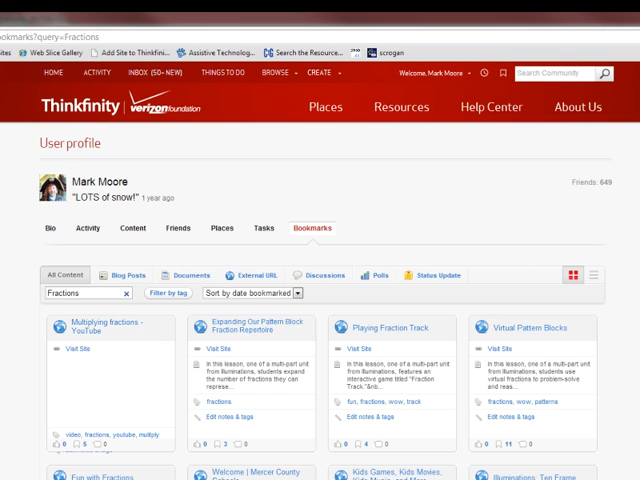 ookmarks?query=Fractions
Sites Web Slice Gallery Add Site to Thinkfini... Assistive Technolog... Search the Resource... scrogan
HOME ACTIVITY INBOX (50+ NEW) THINGS TO DO BROWSE CREATE Welcome, Mark Moore Search Community
Thinkfinity verizonfoundation Places Resources Help Center About Us
User profile
Mark Moore
"LOTS of snow!" 1 year ago
Friends: 649
Bio Activity Content Friends Places Tasks Bookmarks
All Content Blog Posts Documents External URL Discussions Polls Status Update
Fractions Filter by tag Sort by date bookmarked
Multiplying fractions -
YouTube
Visit Site
video, fractions, youtube, multiply
0 5 0
Expanding Our Pattern Block
Fraction Repertoire
Visit Site
In this lesson, one of a multi-part unit
from Illuminations, students expand
the number of fractions they can
represe...
fractions
Edit notes & tags
0 3 0
Playing Fraction Track
Visit Site
In this lesson, one of a multi-part unit
from Illuminations, features an
interactive game titled "Fraction
Track."&nb...
fun, fractions, wow, track
Edit notes & tags
0 4 0
Virtual Pattern Blocks
Visit Site
In this lesson, one of a multi-part unit
from Illuminations, students use
virtual fractions to problem-solve
and reas...
fractions, wow, patterns
Edit notes & tags
0 11 0
Fun with Fractions
Welcome | Mercer County
Schools
Kids Games, Kids Movies,
Kids Music, and More
Illuminations: Ten Frame